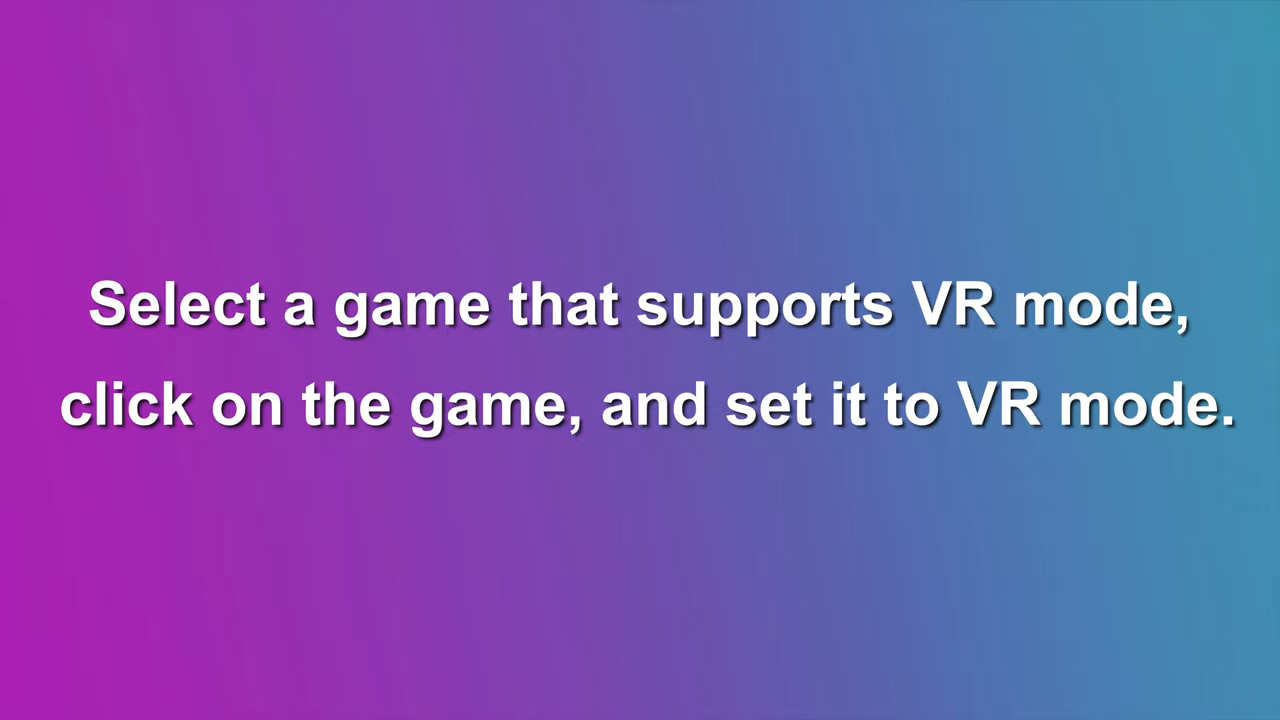 Select a game that supports VR mode,
click on the game, and set it to VR mode.